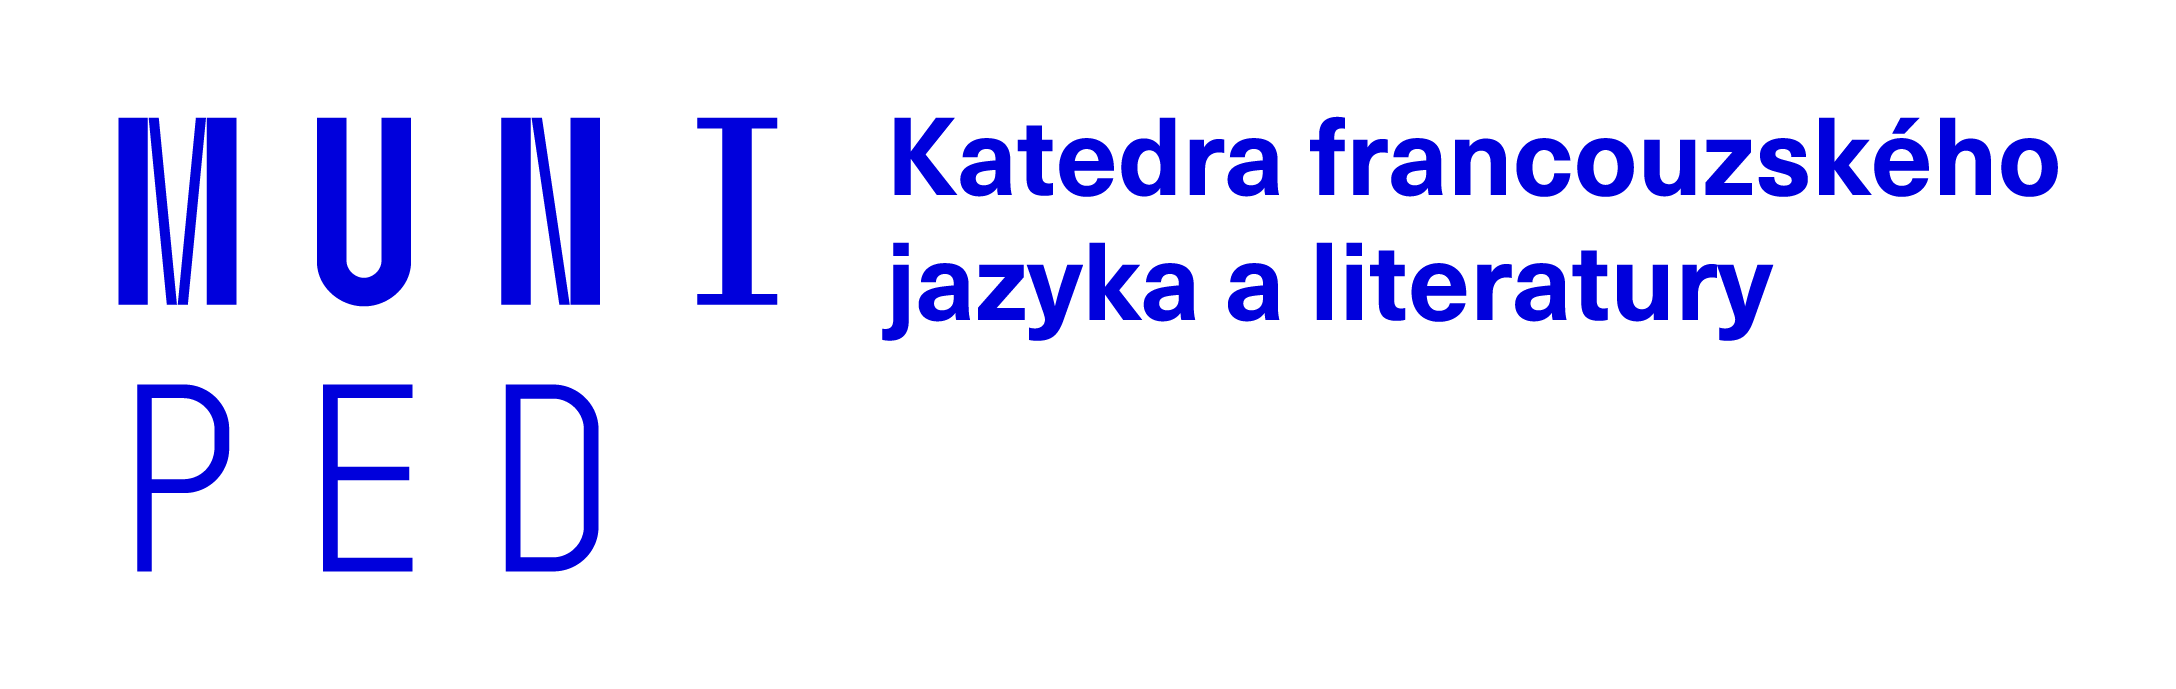 MUNI
PED
Katedra francouzského
jazyka a literatury